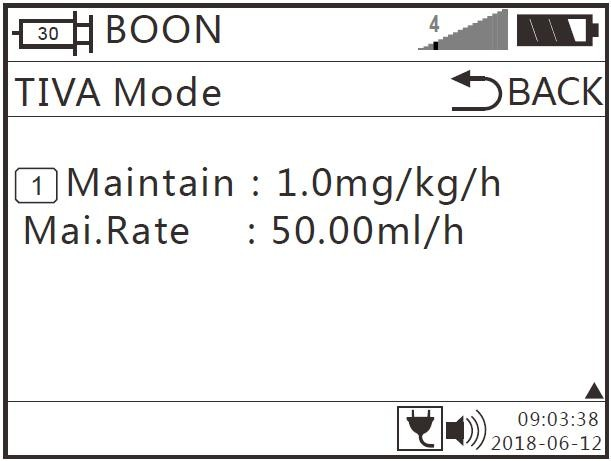 30 BOON 4
TIVA Mode BACK
1 Maintain : 1.0mg/kg/h
Mai.Rate : 50.00ml/h
09:03:38
2018-06-12